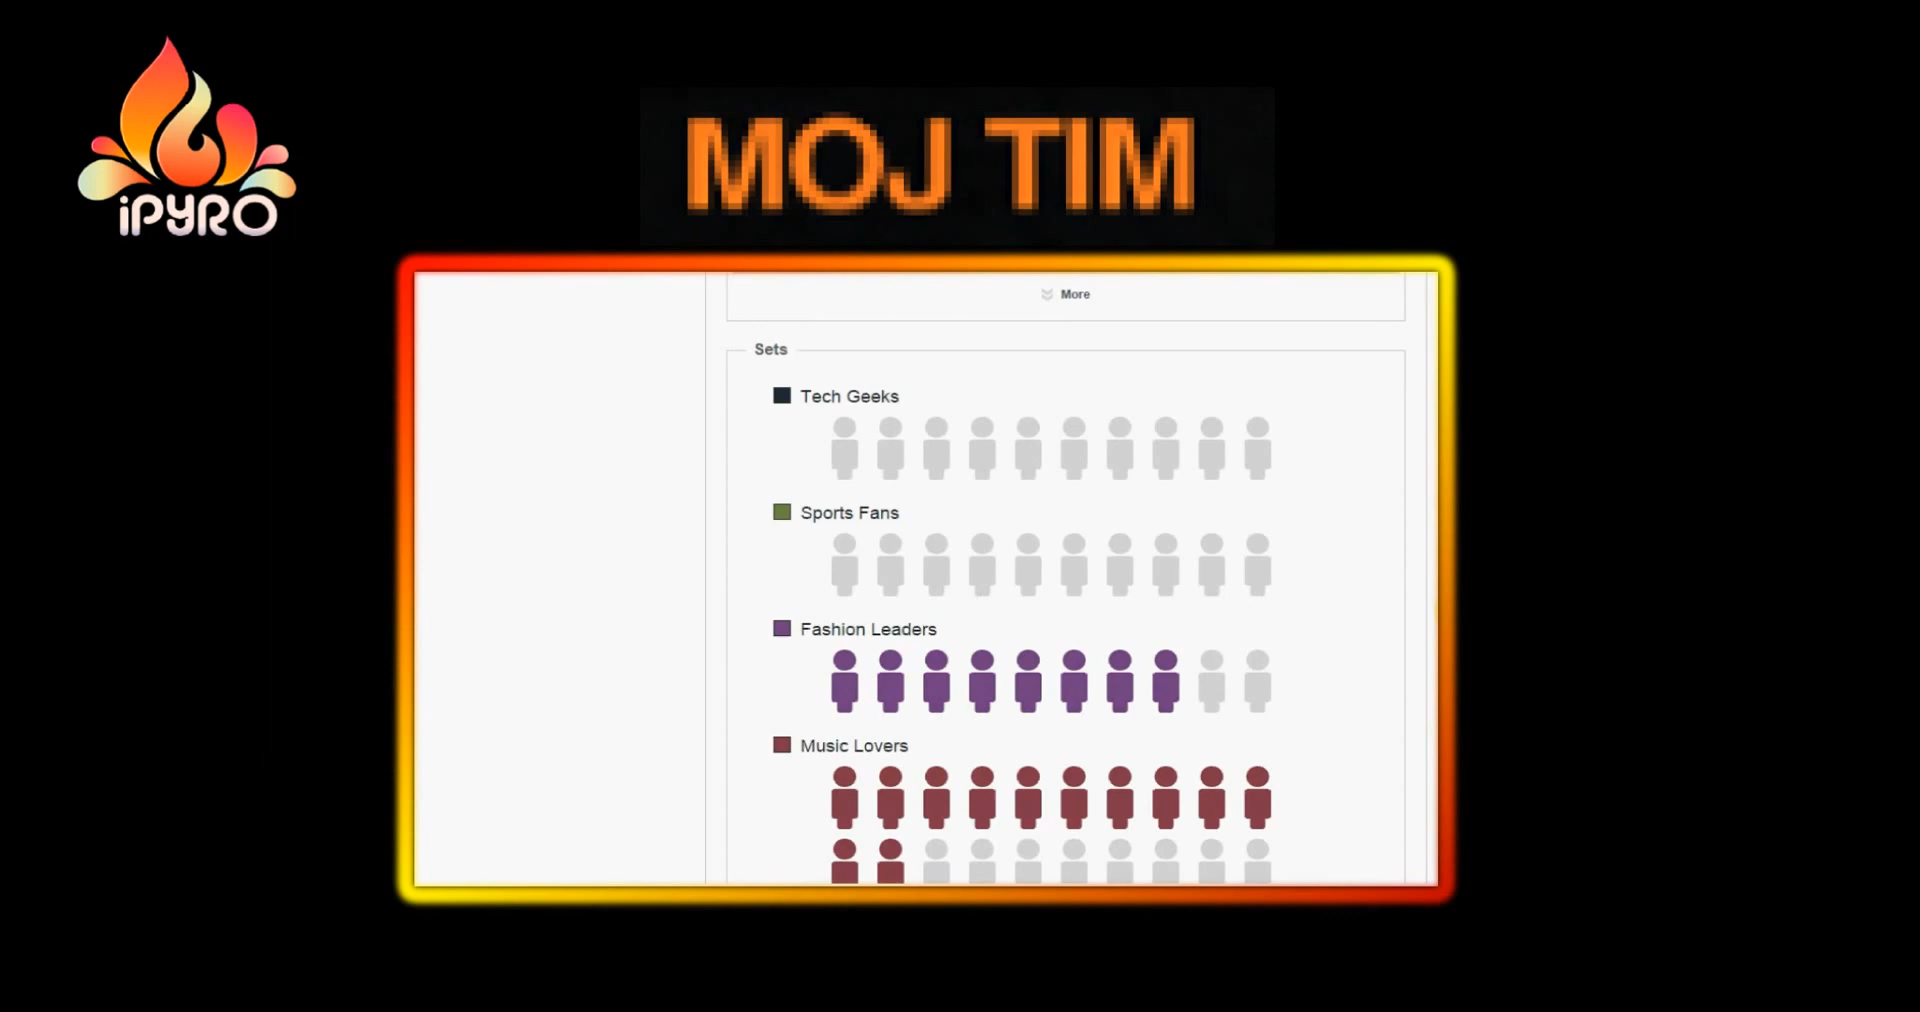 iPYRO
MOJ TIM
More
Sets
Tech Geeks
Sports Fans
Fashion Leaders
Music Lovers